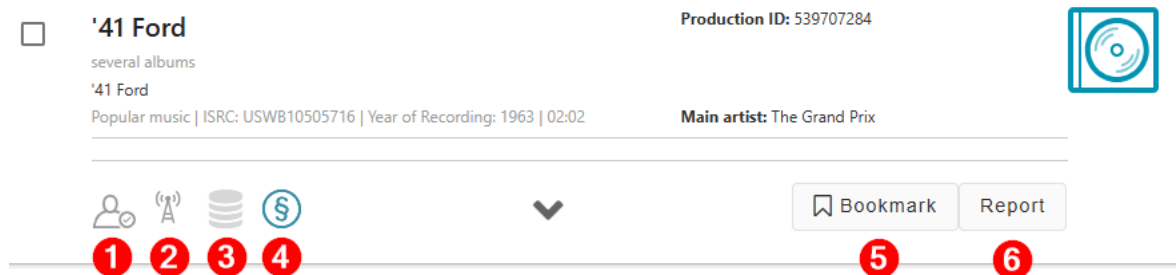 '41 Ford
Production ID: 539707284
several albums
'41 Ford
Popular music | ISRC: USWB10505716 | Year of Recording: 1963 | 02:02
Main artist: The Grand Prix
§
Bookmark
Report
1 2 3 4 5 6